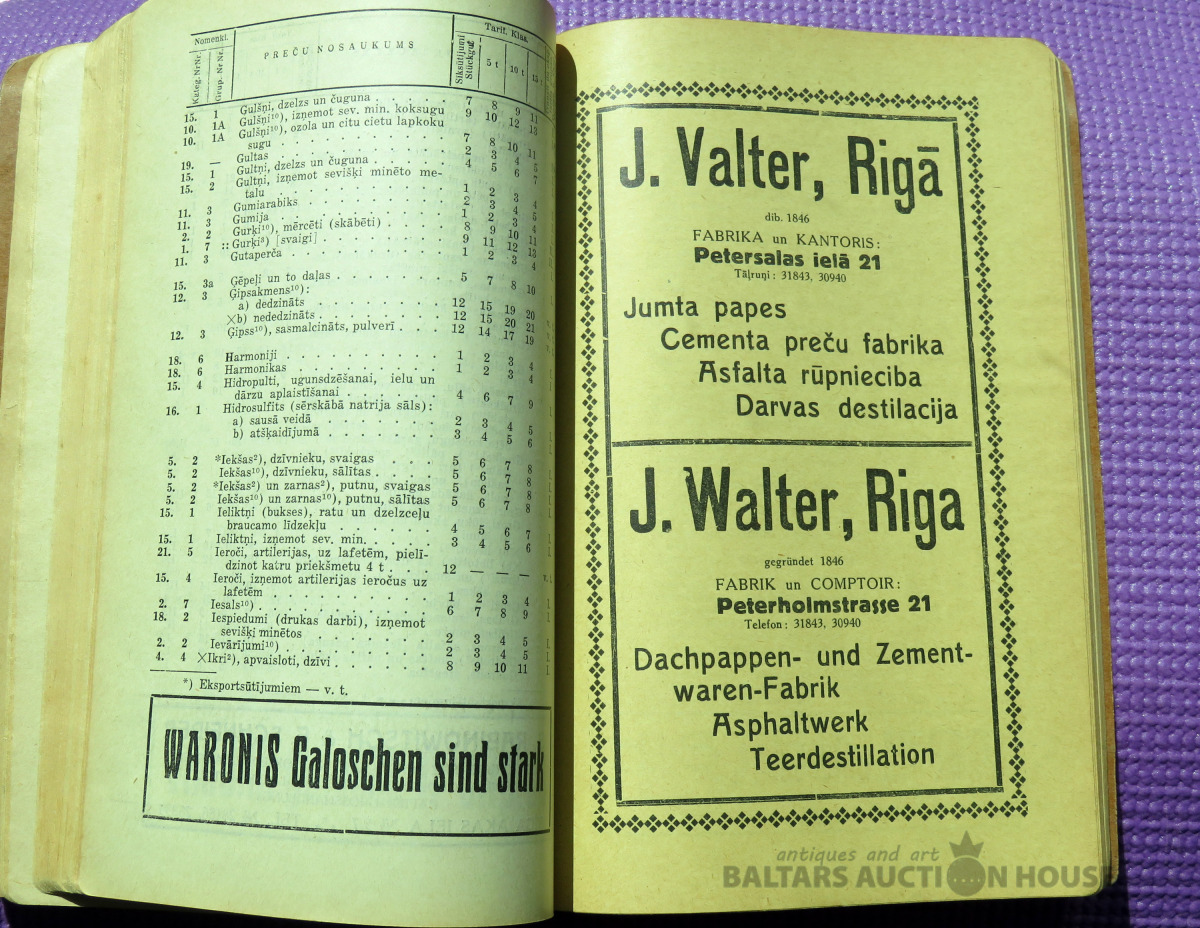 Nomenkl.
Kateg. Nr Nr.
Grup. Nr Nr.
PREČU NOSAUKUMS
Tarif. Klas.
Sīksūtījumi
Stückgut
5 t
10 t
15 t
15. 1 Gulšņi, dzelzs un čuguna . . . . . 7 8 9 11
10. 1A Gulšņi¹⁰), izņemot sev. min. koksugu 9 10 12 13
10. 1A Gulšņi¹⁰), ozola un citu cietu lapkoku
sugu . . . . . . . . 7 8 10 11
19. — Gultas . . . . . . . . 2 3 4 5
15. 1 Gultņi, dzelzs un čuguna . . . . . 4 5 6 7
15. 2 Gultņi, izņemot sevišķi minēto me-
talu . . . . . . . . 1 2 3 4
11. 3 Gumiarabiks . . . . . . . 2 3 4 5
11. 3 Gumija . . . . . . . . 1 2 3 4
2. 2 Gurķi¹⁰), mērcēti (skābēti) . . . . 8 9 10 11
1. 7 :: Gurķi³) [svaigi] . . . . . . 9 11 12 13
11. 3 Gutaperča . . . . . . . 1 2 3 4
15. 3a Ģēpeļi un to daļas . . . . . . 5 7 8 10
12. 3 Ģipsakmens¹⁰):
a) dedzināts . . . . . . 12 15 19 20
×b) nededzināts . . . . . 12 15 20 21
12. 3 Ģipss¹⁰), sasmalcināts, pulverī . . . 12 14 17 19
18. 6 Harmoniji . . . . . . . . 1 2 3 4
18. 6 Harmonikas . . . . . . . 1 2 3 4
15. 4 Hidropulti, ugunsdzēšanai, ielu un
dārzu aplaistīšanai . . . . . 4 6 7 9
16. 1 Hidrosulfits (sērskābā natrija sāls):
a) sausā veidā . . . . . . 2 3 4 5
b) atšķaidījumā . . . . . . 3 4 5 6
5. 2 *Iekšas²), dzīvnieku, svaigas . . . 5 6 7 8
5. 2 Iekšas¹⁰), dzīvnieku, sālītas . . . . 5 6 7 8
5. 2 *Iekšas²) un zarnas²), putnu, svaigas 5 6 7 8
5. 2 Iekšas¹⁰) un zarnas¹⁰), putnu, sālītas 5 6 7 8
15. 1 Ieliktņi (bukses), ratu un dzelzceļu
braucamo līdzekļu . . . . . 4 5 6 7
15. 1 Ieliktņi, izņemot sev. min. . . . . 3 4 5 6
21. 5 Ieroči, artilerijas, uz lafetēm, pielī-
dzinot katru priekšmetu 4 t . . . 12 — — —
15. 4 Ieroči, izņemot artilerijas ieročus uz
lafetēm . . . . . . . . 1 2 3 4
2. 7 Iesals¹⁰) . . . . . . . . . 6 7 8 9
18. 2 Iespiedumi (drukas darbi), izņemot
sevišķi minētos . . . . . . 2 3 4 5
2. 2 Ievārījumi¹⁰) . . . . . . . 2 3 4 5
4. 4 ×Ikri²), apvaisloti, dzīvi . . . . . 8 9 10 11
*) Eksportsūtījumiem — v. t.
WARONIS Galoschen sind stark
J. Valter, Rigā
dib. 1846
FABRIKA un KANTORIS:
Petersalas ielā 21
Tāļruņi: 31843, 30940
Jumta papes
Cementa preču fabrika
Asfalta rūpnieciba
Darvas destilacija
J. Walter, Riga
gegründet 1846
FABRIK un COMPTOIR:
Peterholmstrasse 21
Telefon: 31843, 30940
Dachpappen- und Zement-
waren-Fabrik
Asphaltwerk
Teerdestillation
antiques and art
BALTARS AUCTION HOUSE